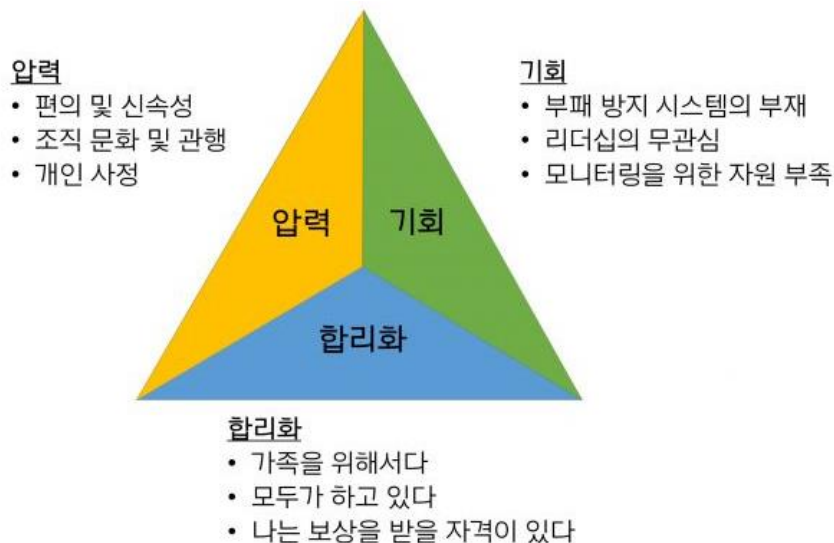 압력
• 편의 및 신속성
• 조직 문화 및 관행
• 개인 사정
기회
• 부패 방지 시스템의 부재
• 리더십의 무관심
• 모니터링을 위한 자원 부족
압력
기회
합리화
합리화
• 가족을 위해서다
• 모두가 하고 있다
• 나는 보상을 받을 자격이 있다